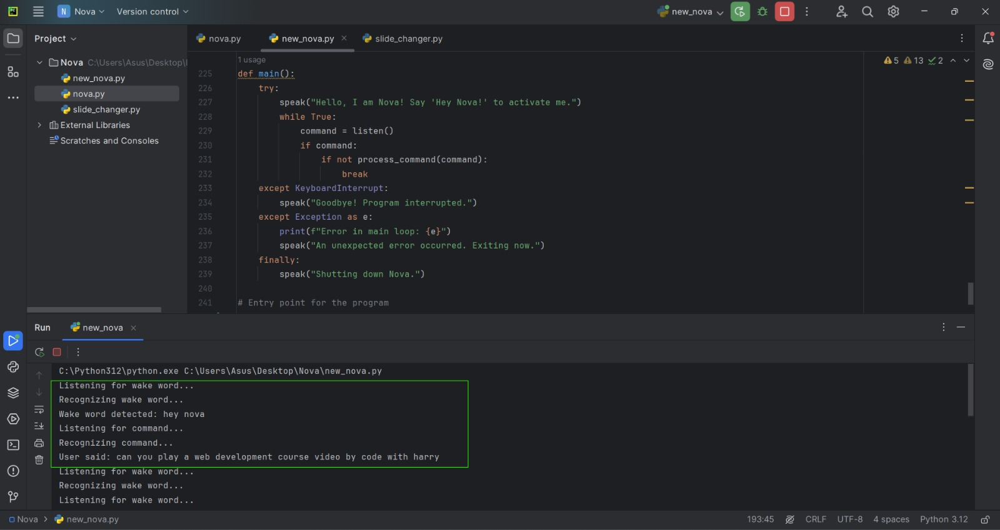 N Nova Version control new_nova
Project nova.py new_nova.py slide_changer.py
Nova C:\Users\Asus\Desktop\
new_nova.py
nova.py
slide_changer.py
External Libraries
Scratches and Consoles
1 usage 5 13 2
225 def main():
226 try:
227 speak("Hello, I am Nova! Say 'Hey Nova!' to activate me.")
228 while True:
229 command = listen()
230 if command:
231 if not process_command(command):
232 break
233 except KeyboardInterrupt:
234 speak("Goodbye! Program interrupted.")
235 except Exception as e:
236 print(f"Error in main loop: {e}")
237 speak("An unexpected error occurred. Exiting now.")
238 finally:
239 speak("Shutting down Nova.")
240
241 # Entry point for the program
Run new_nova
C:\Python312\python.exe C:\Users\Asus\Desktop\Nova\new_nova.py
Listening for wake word...
Recognizing wake word...
Wake word detected: hey nova
Listening for command...
Recognizing command...
User said: can you play a web development course video by code with harry
Listening for wake word...
Recognizing wake word...
Listening for wake word...
Nova > new_nova.py 193:45 CRLF UTF-8 4 spaces Python 3.12